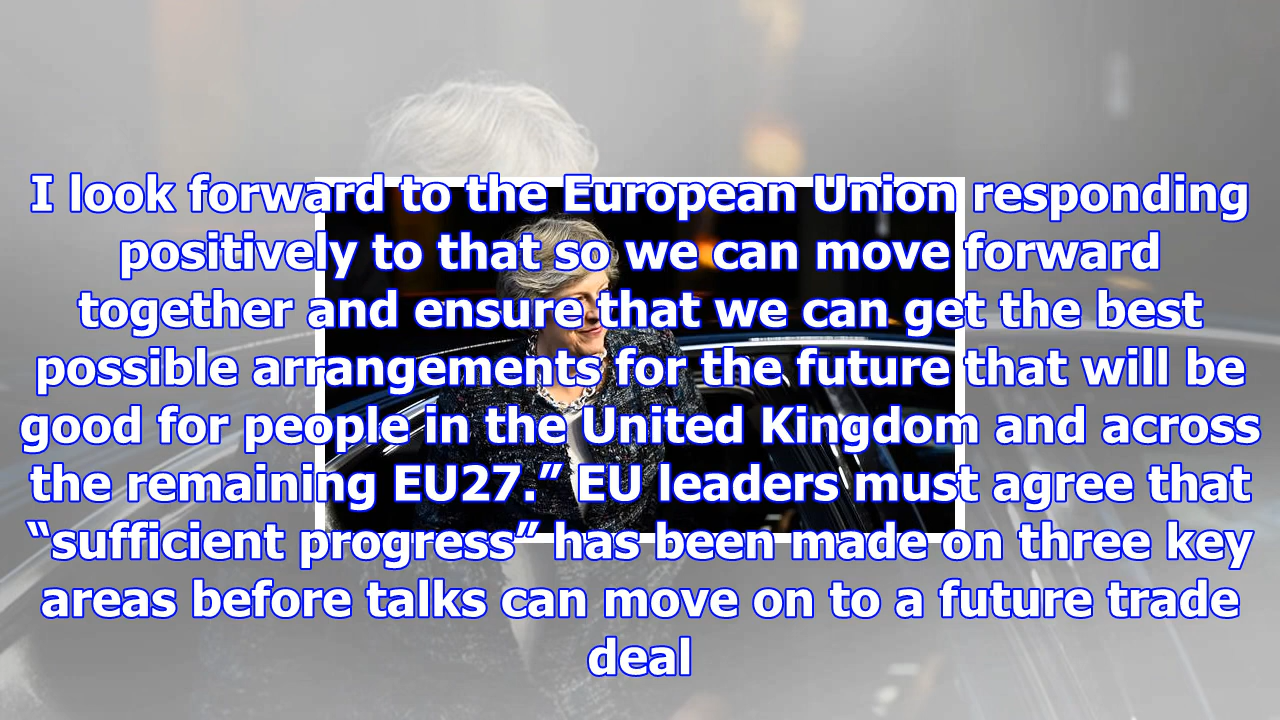 I look forward to the European Union responding
positively to that so we can move forward
together and ensure that we can get the best
possible arrangements for the future that will be
good for people in the United Kingdom and across
the remaining EU27.” EU leaders must agree that
“sufficient progress” has been made on three key
areas before talks can move on to a future trade
deal